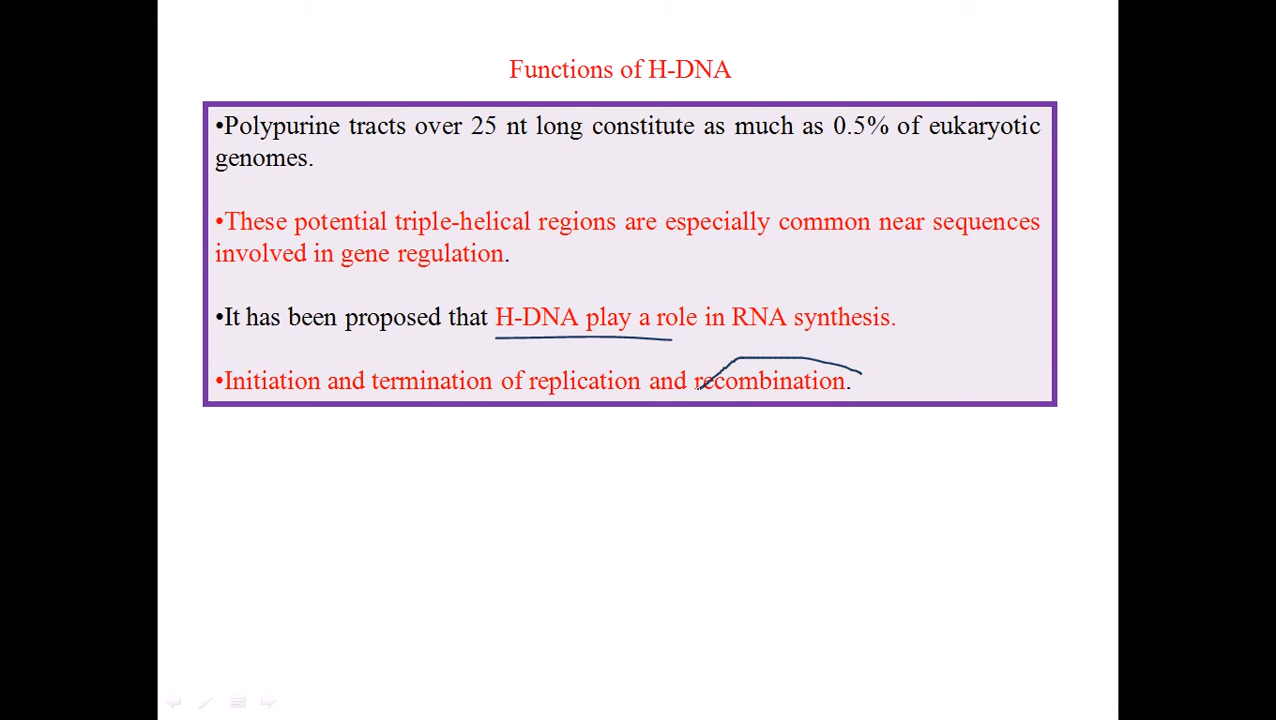 Functions of H-DNA
•Polypurine tracts over 25 nt long constitute as much as 0.5% of eukaryotic
genomes.
•These potential triple-helical regions are especially common near sequences
involved in gene regulation.
•It has been proposed that H-DNA play a role in RNA synthesis.
•Initiation and termination of replication and recombination.